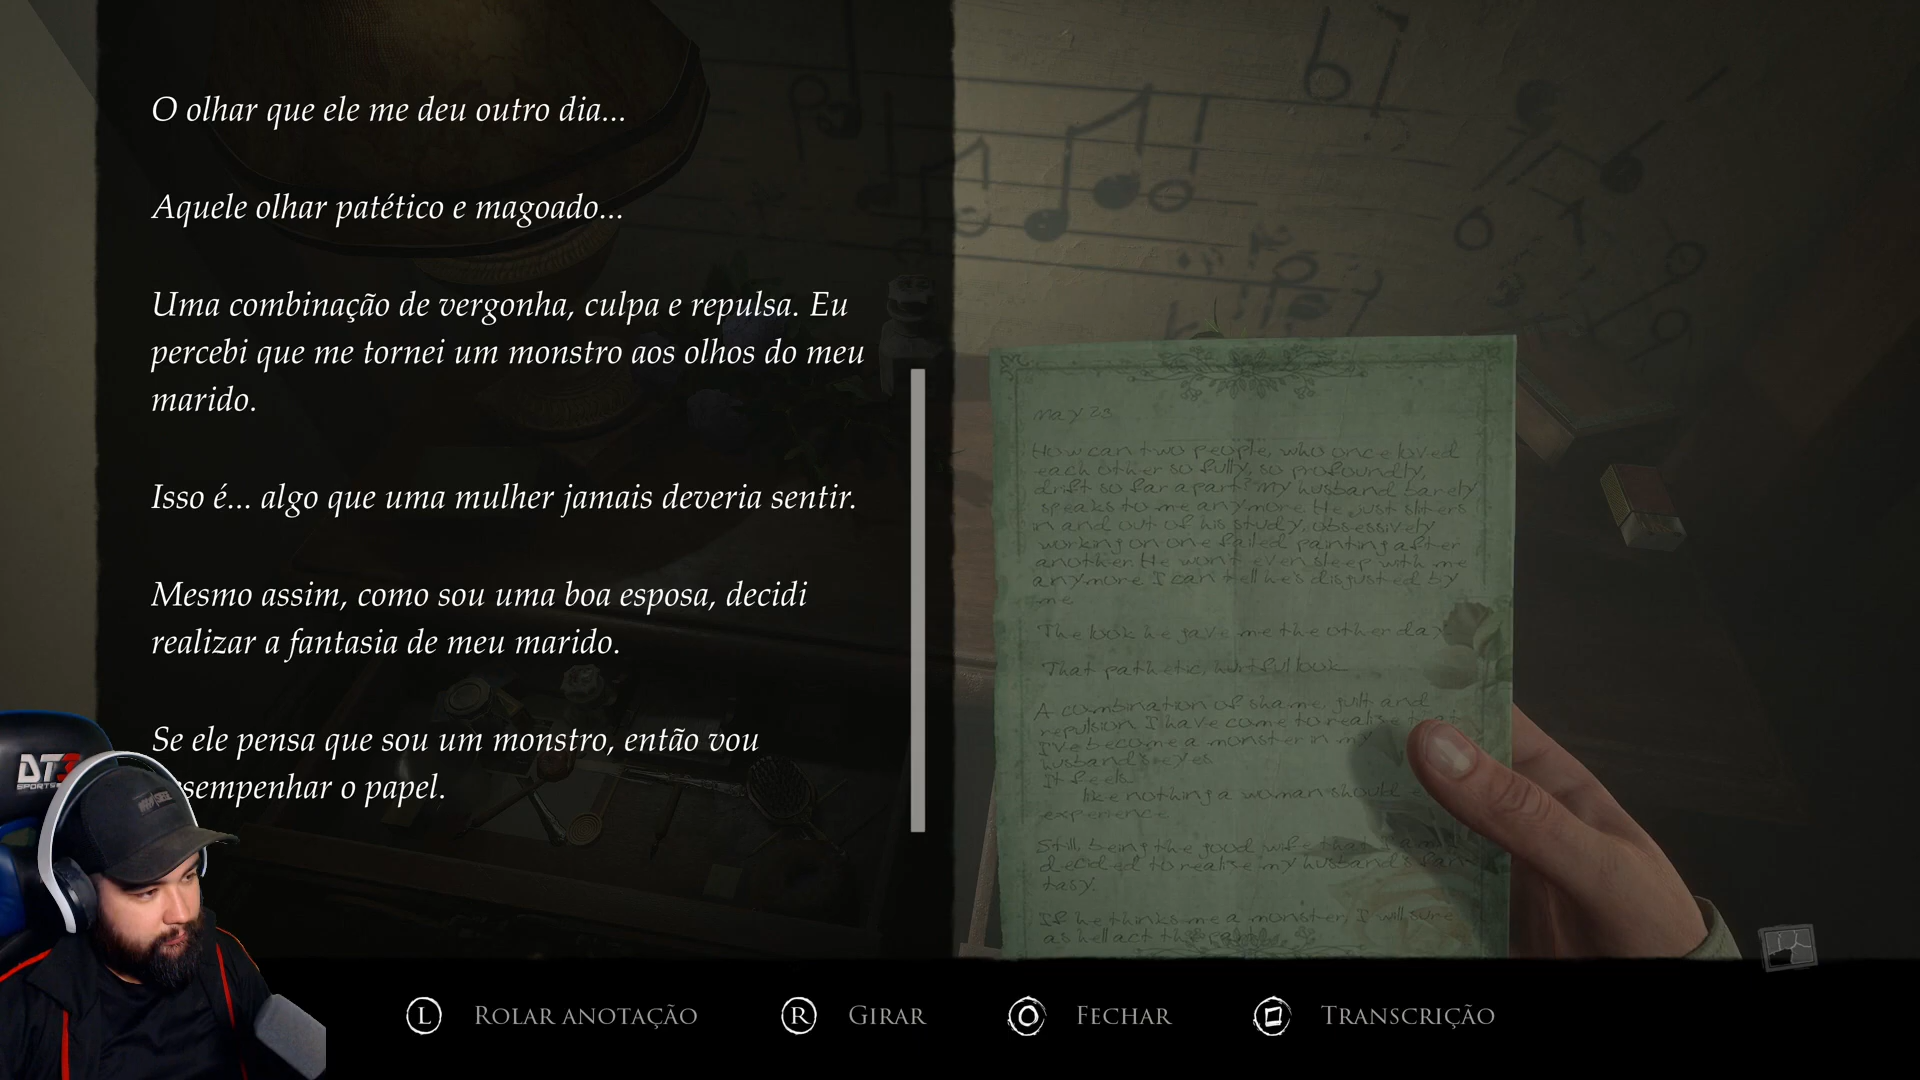 O olhar que ele me deu outro dia...
Aquele olhar patético e magoado...
Uma combinação de vergonha, culpa e repulsa. Eu
percebi que me tornei um monstro aos olhos do meu
marido.
Isso é... algo que uma mulher jamais deveria sentir.
Mesmo assim, como sou uma boa esposa, decidi
realizar a fantasia de meu marido.
Se ele pensa que sou um monstro, então vou
sempenhar o papel.
may 23
How can two people, who once loved
each other so fully, so profoundly,
drift so far apart? My husband barely
speaks to me anymore. He just slithers
in and out of his study, obsessively
working on one failed painting after
another. He won't even sleep with me
anymore. I can tell he's disgusted by
me.
The look he gave me the other day
That pathetic, hurtful look
A combination of shame, guilt and
repulsion. I have come to realise
I've become a monster in my
husband's eyes
It feels
like nothing a woman should
experience
Still, being the good wife
decided to realise my husband's fan
tasy.
If he thinks me a monster, I will sure
as hell act the part
DT3
SPORTS
L ROLAR ANOTAÇÃO R GIRAR FECHAR TRANSCRIÇÃO